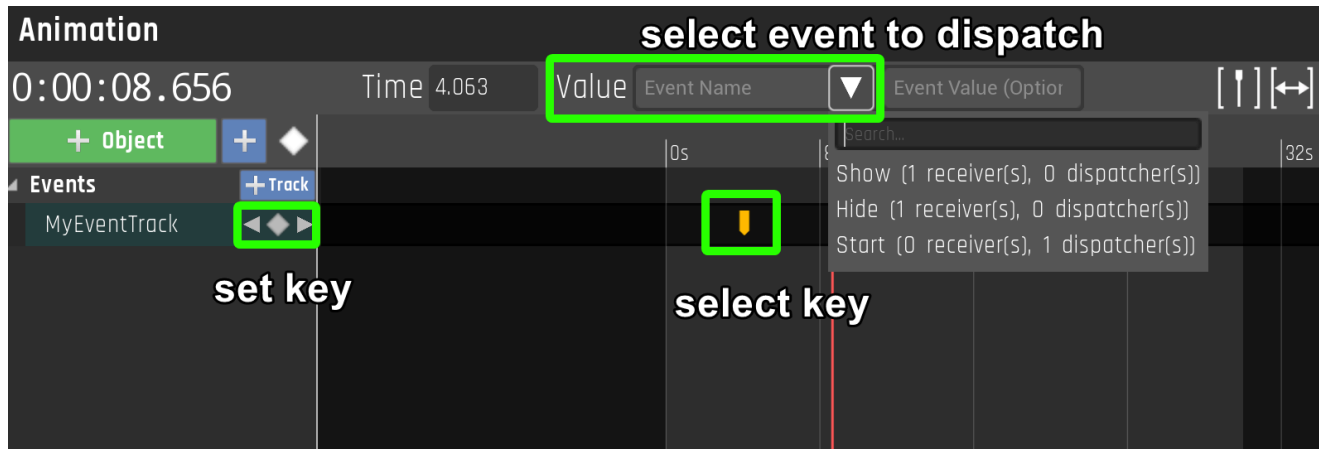 Animation
select event to dispatch
0:00:08.656
Time 4.063
Value Event Name
Event Value (Optior
+ Object
+
Search...
0s
32s
Show (1 receiver(s), 0 dispatcher(s))
Events
+ Track
Hide (1 receiver(s), 0 dispatcher(s))
MyEventTrack
Start (0 receiver(s), 1 dispatcher(s))
set key
select key